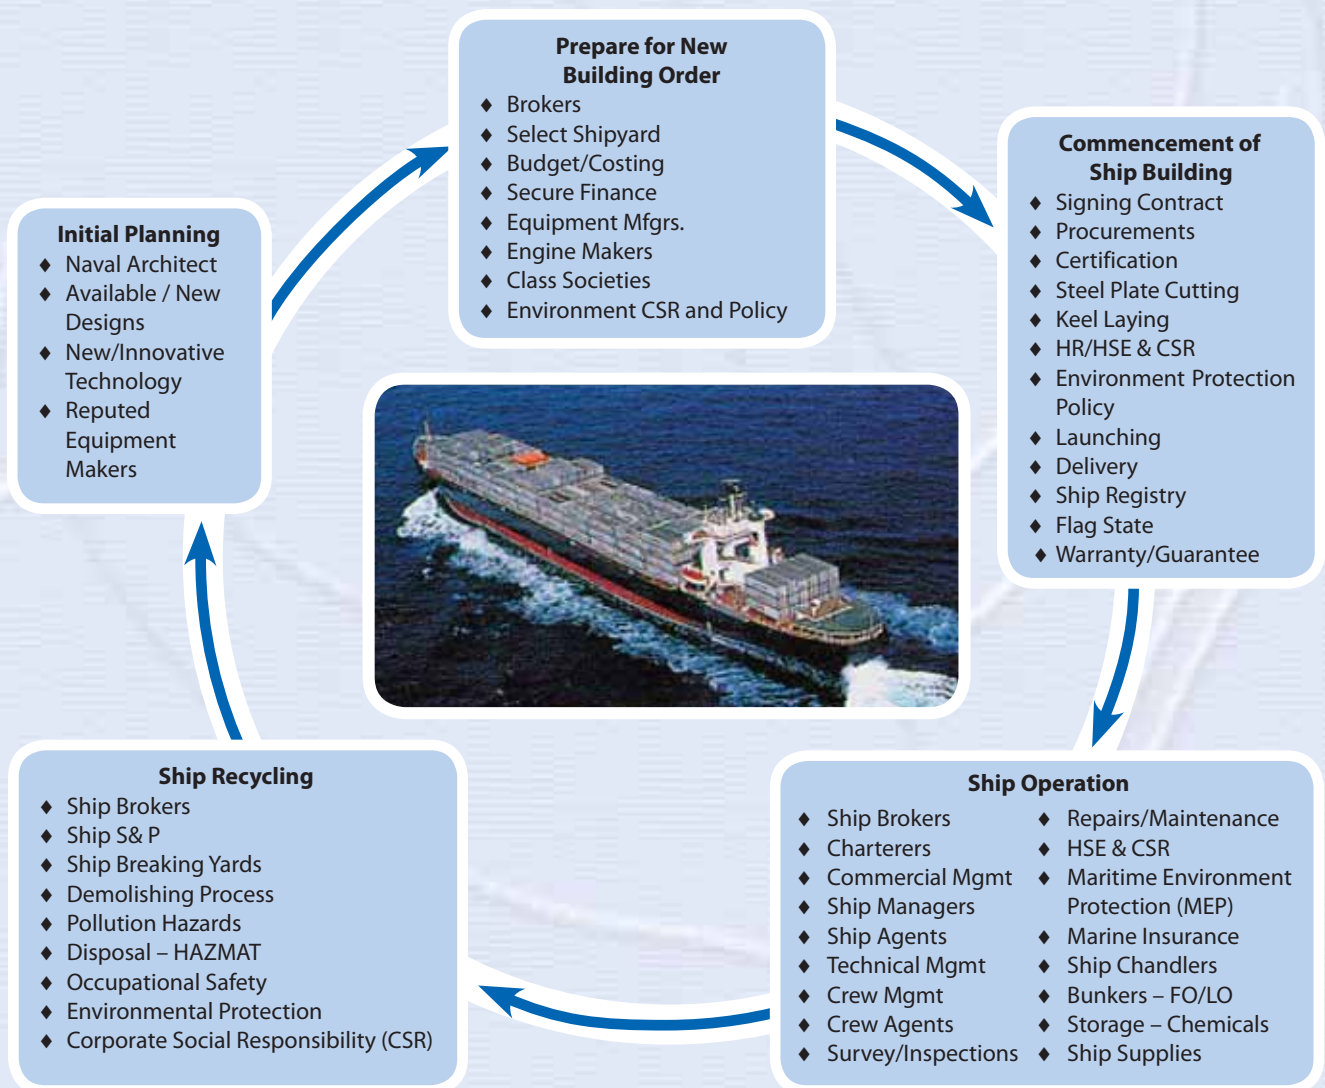 Prepare for New
Building Order
♦ Brokers
♦ Select Shipyard
♦ Budget/Costing
♦ Secure Finance
♦ Equipment Mfgrs.
♦ Engine Makers
♦ Class Societies
♦ Environment CSR and Policy
Commencement of
Ship Building
♦ Signing Contract
♦ Procurements
♦ Certification
♦ Steel Plate Cutting
♦ Keel Laying
♦ HR/HSE & CSR
♦ Environment Protection
Policy
♦ Launching
♦ Delivery
♦ Ship Registry
♦ Flag State
♦ Warranty/Guarantee
Initial Planning
♦ Naval Architect
♦ Available / New
Designs
♦ New/Innovative
Technology
♦ Reputed
Equipment
Makers
Ship Recycling
♦ Ship Brokers
♦ Ship S& P
♦ Ship Breaking Yards
♦ Demolishing Process
♦ Pollution Hazards
♦ Disposal – HAZMAT
♦ Occupational Safety
♦ Environmental Protection
♦ Corporate Social Responsibility (CSR)
Ship Operation
♦ Ship Brokers
♦ Charterers
♦ Commercial Mgmt
♦ Ship Managers
♦ Ship Agents
♦ Technical Mgmt
♦ Crew Mgmt
♦ Crew Agents
♦ Survey/Inspections
♦ Repairs/Maintenance
♦ HSE & CSR
♦ Maritime Environment
Protection (MEP)
♦ Marine Insurance
♦ Ship Chandlers
♦ Bunkers – FO/LO
♦ Storage – Chemicals
♦ Ship Supplies